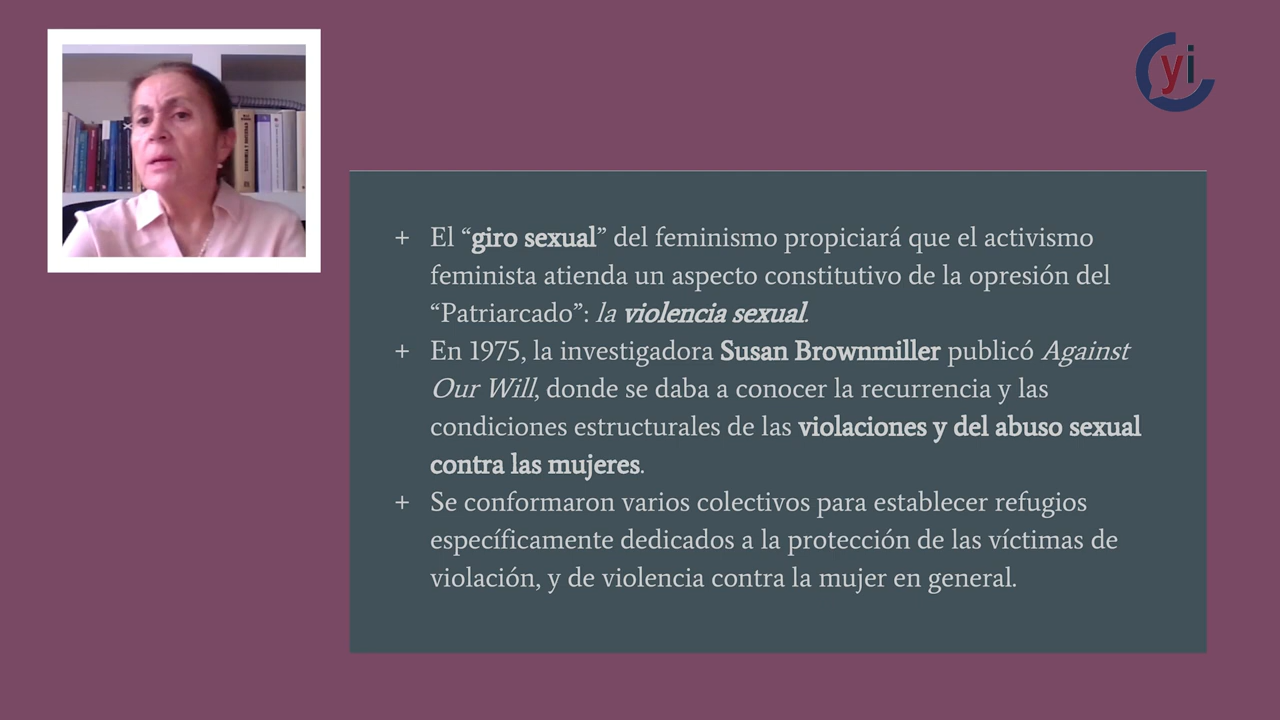 yi
+ El “giro sexual” del feminismo propiciará que el activismo
feminista atienda un aspecto constitutivo de la opresión del
“Patriarcado”: la violencia sexual.
+ En 1975, la investigadora Susan Brownmiller publicó Against
Our Will, donde se daba a conocer la recurrencia y las
condiciones estructurales de las violaciones y del abuso sexual
contra las mujeres.
+ Se conformaron varios colectivos para establecer refugios
específicamente dedicados a la protección de las víctimas de
violación, y de violencia contra la mujer en general.